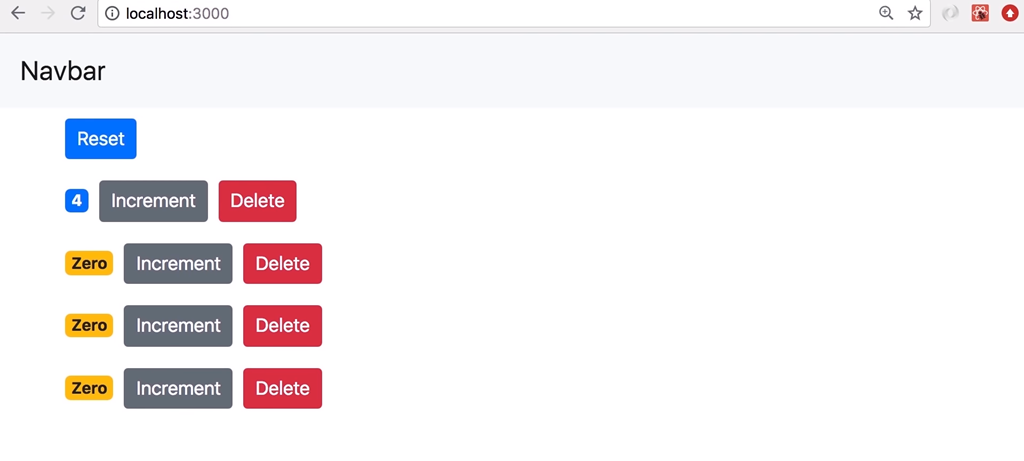 localhost:3000
Navbar
Reset
4 Increment Delete
Zero Increment Delete
Zero Increment Delete
Zero Increment Delete